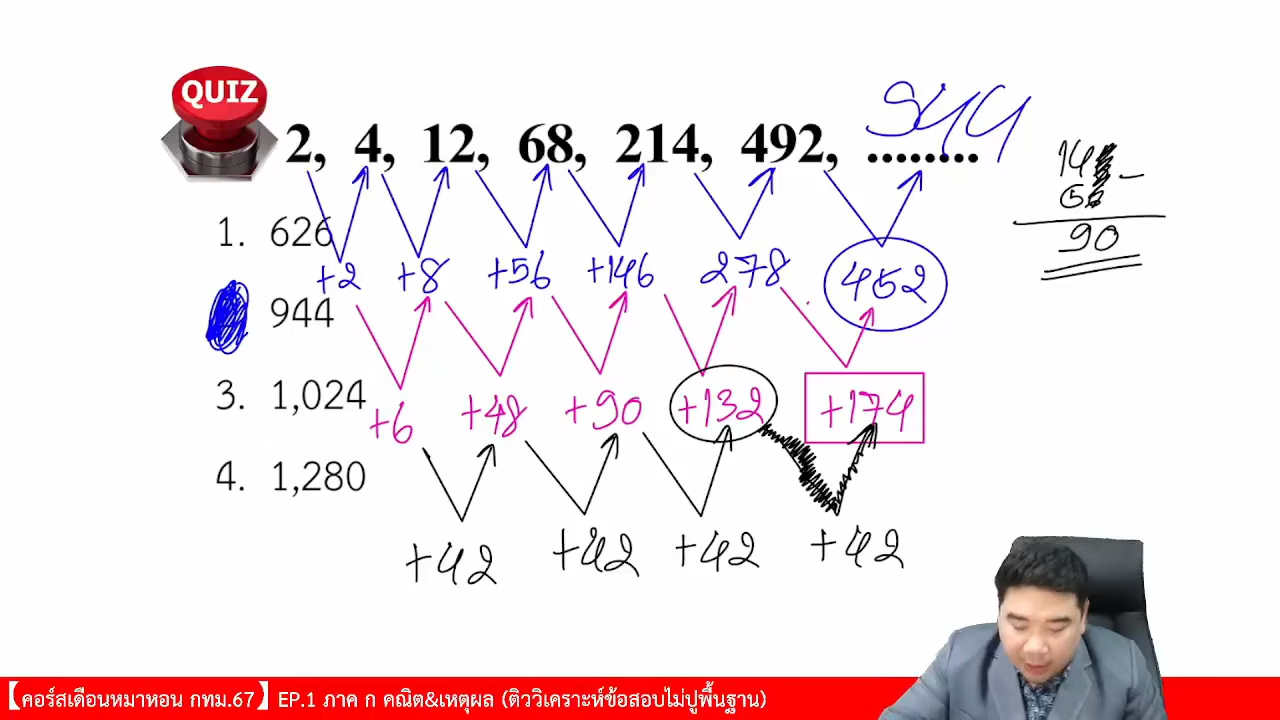 QUIZ
2, 4, 12, 68, 214, 492, ........
944
1. 626
944
3. 1,024
4. 1,280
+2 +8 +56 +146 278 452
+6 +48 +90 +132 +174
+42 +42 +42 +42
90
【คอร์สเดือนหมาหอน กทม.67】 EP.1 ภาค ก คณิต&เหตุผล (ติววิเคราะห์ข้อสอบไม่ปูพื้นฐาน)